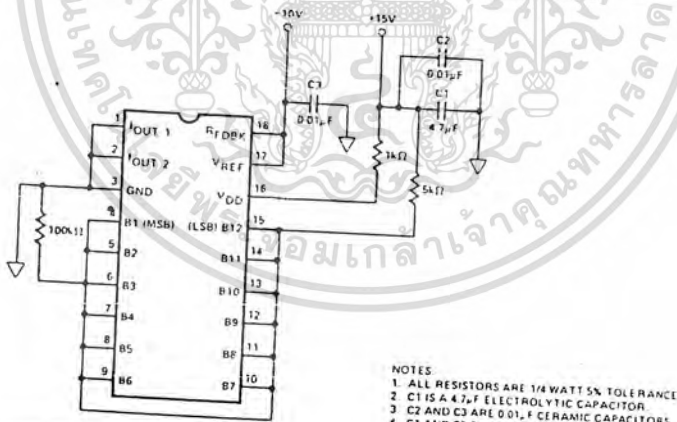 -10V +15V
C2
0.01µF
C3
0.01µF
C1
4.7µF
1kΩ
5kΩ
100kΩ
1 IOUT 1
2 IOUT 2
3 GND
4 B1 (MSB)
5 B2
6 B3
7 B4
8 B5
9 B6
RFDBK 18
VREF 17
VDD 16
(LSB) B12 15
B11 14
B10 13
B9 12
B8 11
B7 10
NOTES
1. ALL RESISTORS ARE 1/4 WATT 5% TOLERANCE
2. C1 IS A 4.7µF ELECTROLYTIC CAPACITOR.
3. C2 AND C3 ARE 0.01µF CERAMIC CAPACITORS